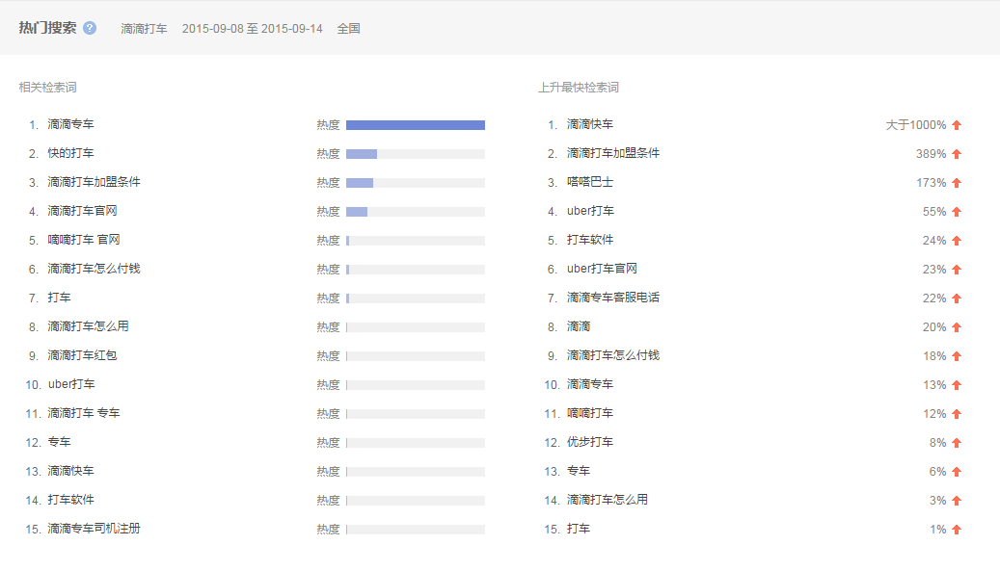 热门搜索 ? 滴滴打车 2015-09-08 至 2015-09-14 全国
相关检索词
1. 滴滴专车 热度
2. 快的打车 热度
3. 滴滴打车加盟条件 热度
4. 滴滴打车官网 热度
5. 嘀嘀打车 官网 热度
6. 滴滴打车怎么付钱 热度
7. 打车 热度
8. 滴滴打车怎么用 热度
9. 滴滴打车红包 热度
10. uber打车 热度
11. 滴滴打车 专车 热度
12. 专车 热度
13. 滴滴快车 热度
14. 打车软件 热度
15. 滴滴专车司机注册 热度
上升最快检索词
1. 滴滴快车 大于1000%
2. 滴滴打车加盟条件 389%
3. 嗒嗒巴士 173%
4. uber打车 55%
5. 打车软件 24%
6. uber打车官网 23%
7. 滴滴专车客服电话 22%
8. 滴滴 20%
9. 滴滴打车怎么付钱 18%
10. 滴滴专车 13%
11. 嘀嘀打车 12%
12. 优步打车 8%
13. 专车 6%
14. 滴滴打车怎么用 3%
15. 打车 1%